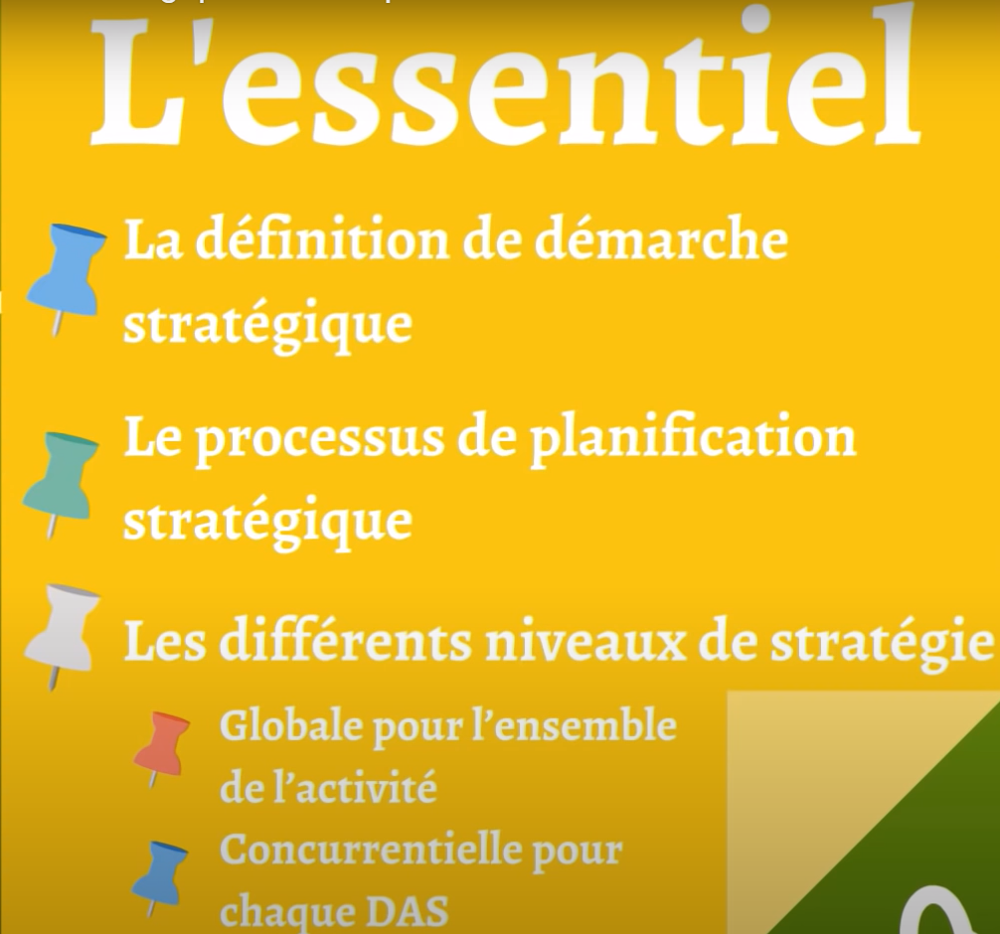 L'essentiel
La définition de démarche
stratégique
Le processus de planification
stratégique
Les différents niveaux de stratégie
Globale pour l’ensemble
de l’activité
Concurrentielle pour
chaque DAS